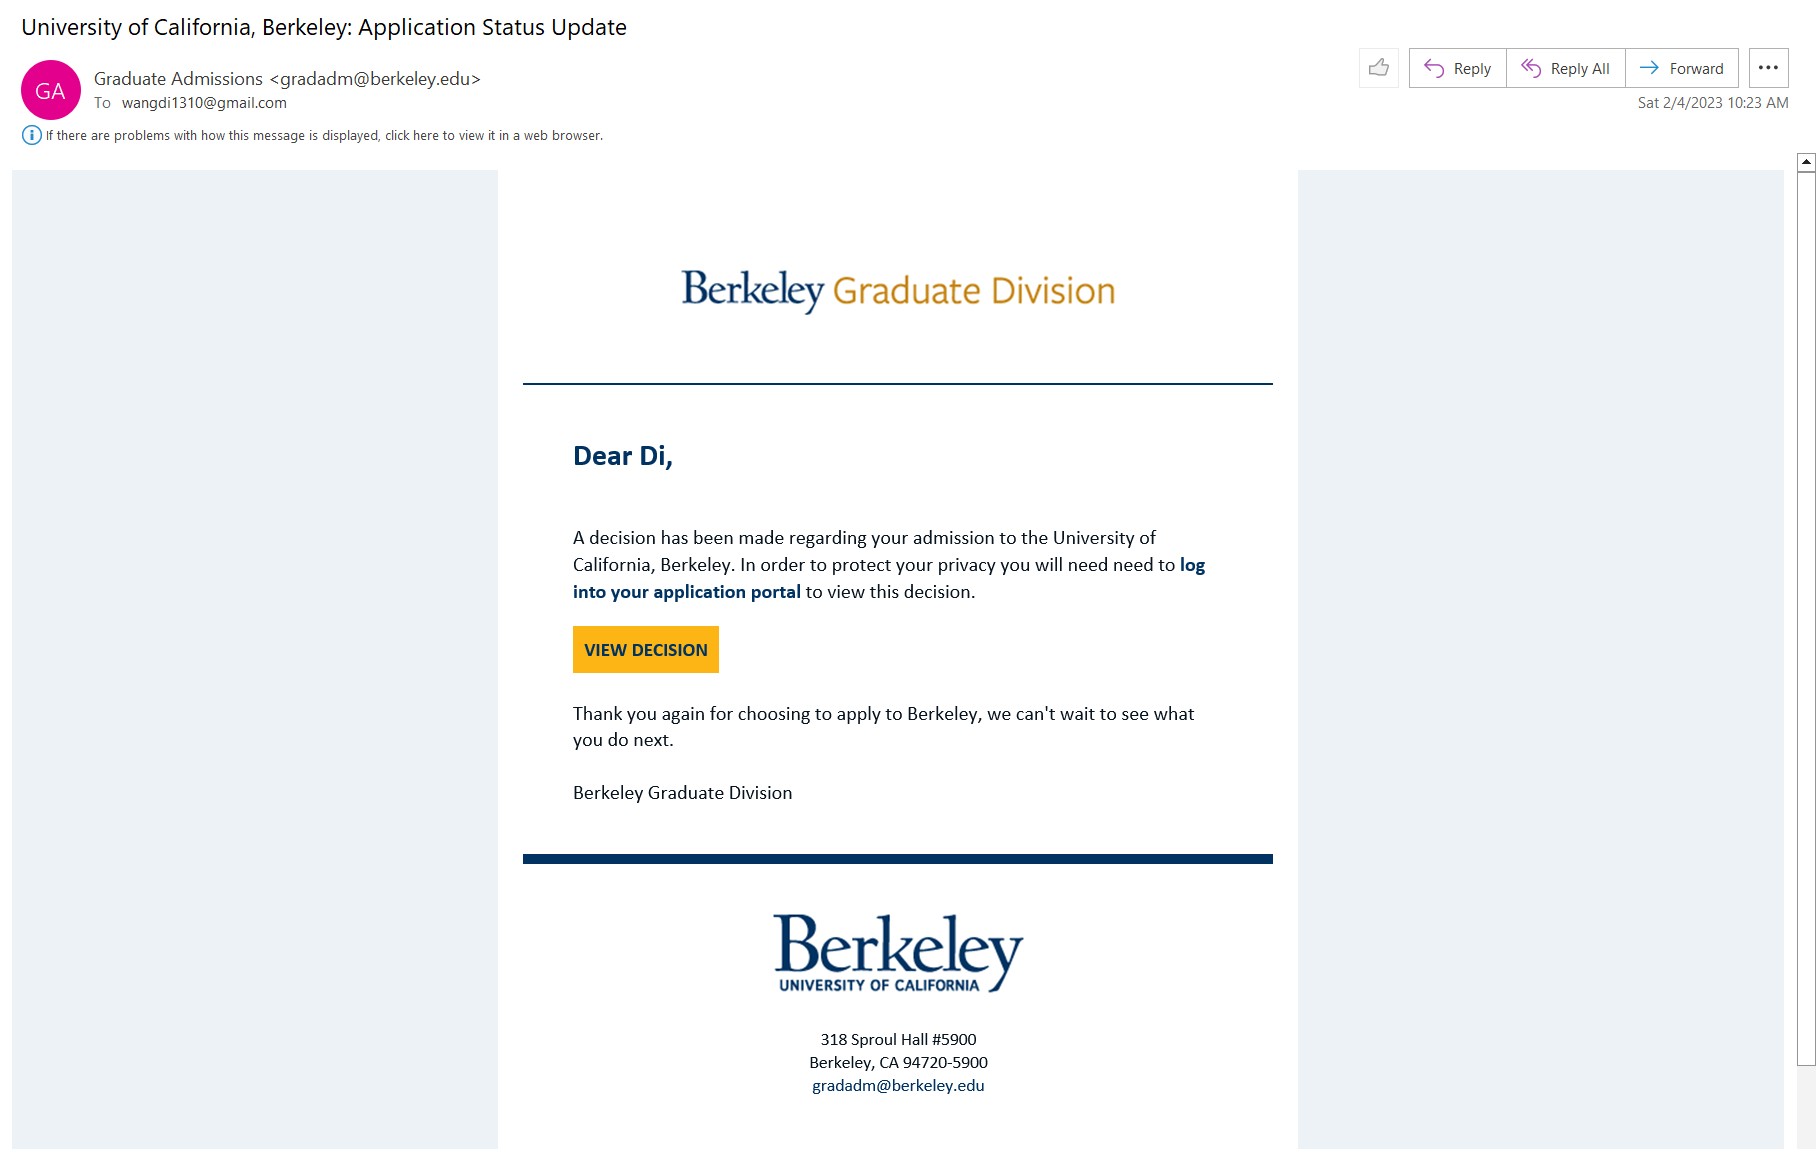 University of California, Berkeley: Application Status Update
GA
Graduate Admissions <gradadm@berkeley.edu>
To wangdi1310@gmail.com
Reply
Reply All
Forward
Sat 2/4/2023 10:23 AM
If there are problems with how this message is displayed, click here to view it in a web browser.
Berkeley Graduate Division
Dear Di,
A decision has been made regarding your admission to the University of
California, Berkeley. In order to protect your privacy you will need need to log
into your application portal to view this decision.
VIEW DECISION
Thank you again for choosing to apply to Berkeley, we can't wait to see what
you do next.
Berkeley Graduate Division
Berkeley
UNIVERSITY OF CALIFORNIA
318 Sproul Hall #5900
Berkeley, CA 94720-5900
gradadm@berkeley.edu